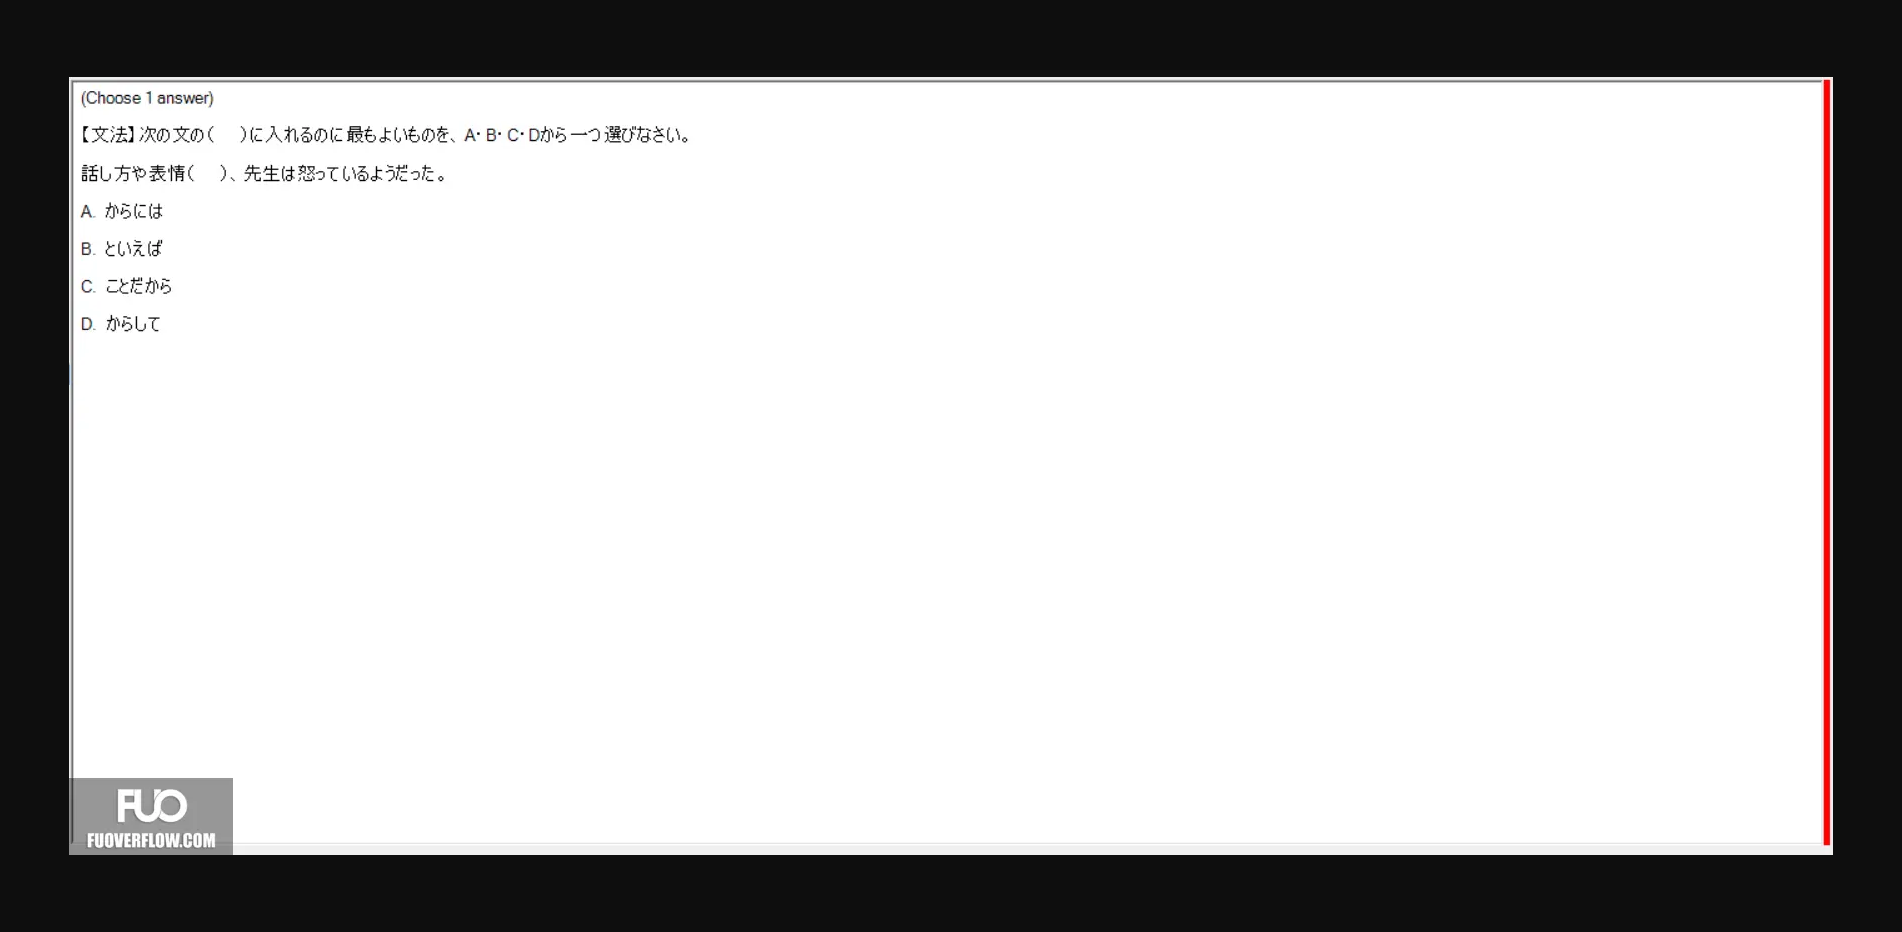 (Choose 1 answer)
【文法】次の文の(　)に入れるのに最もよいものを、A・B・C・Dから一つ選びなさい。
話し方や表情(　)、先生は怒っているようだった。
A. からには
B. といえば
C. ことだから
D. からして
FUO
FUOVERFLOW.COM